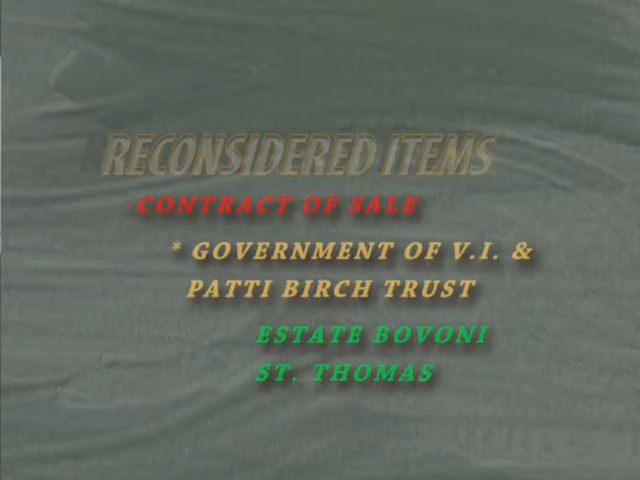 RECONSIDERED ITEMS
-CONTRACT OF SALE
* GOVERNMENT OF V.I. &
PATTI BIRCH TRUST
ESTATE BOVONI
ST. THOMAS